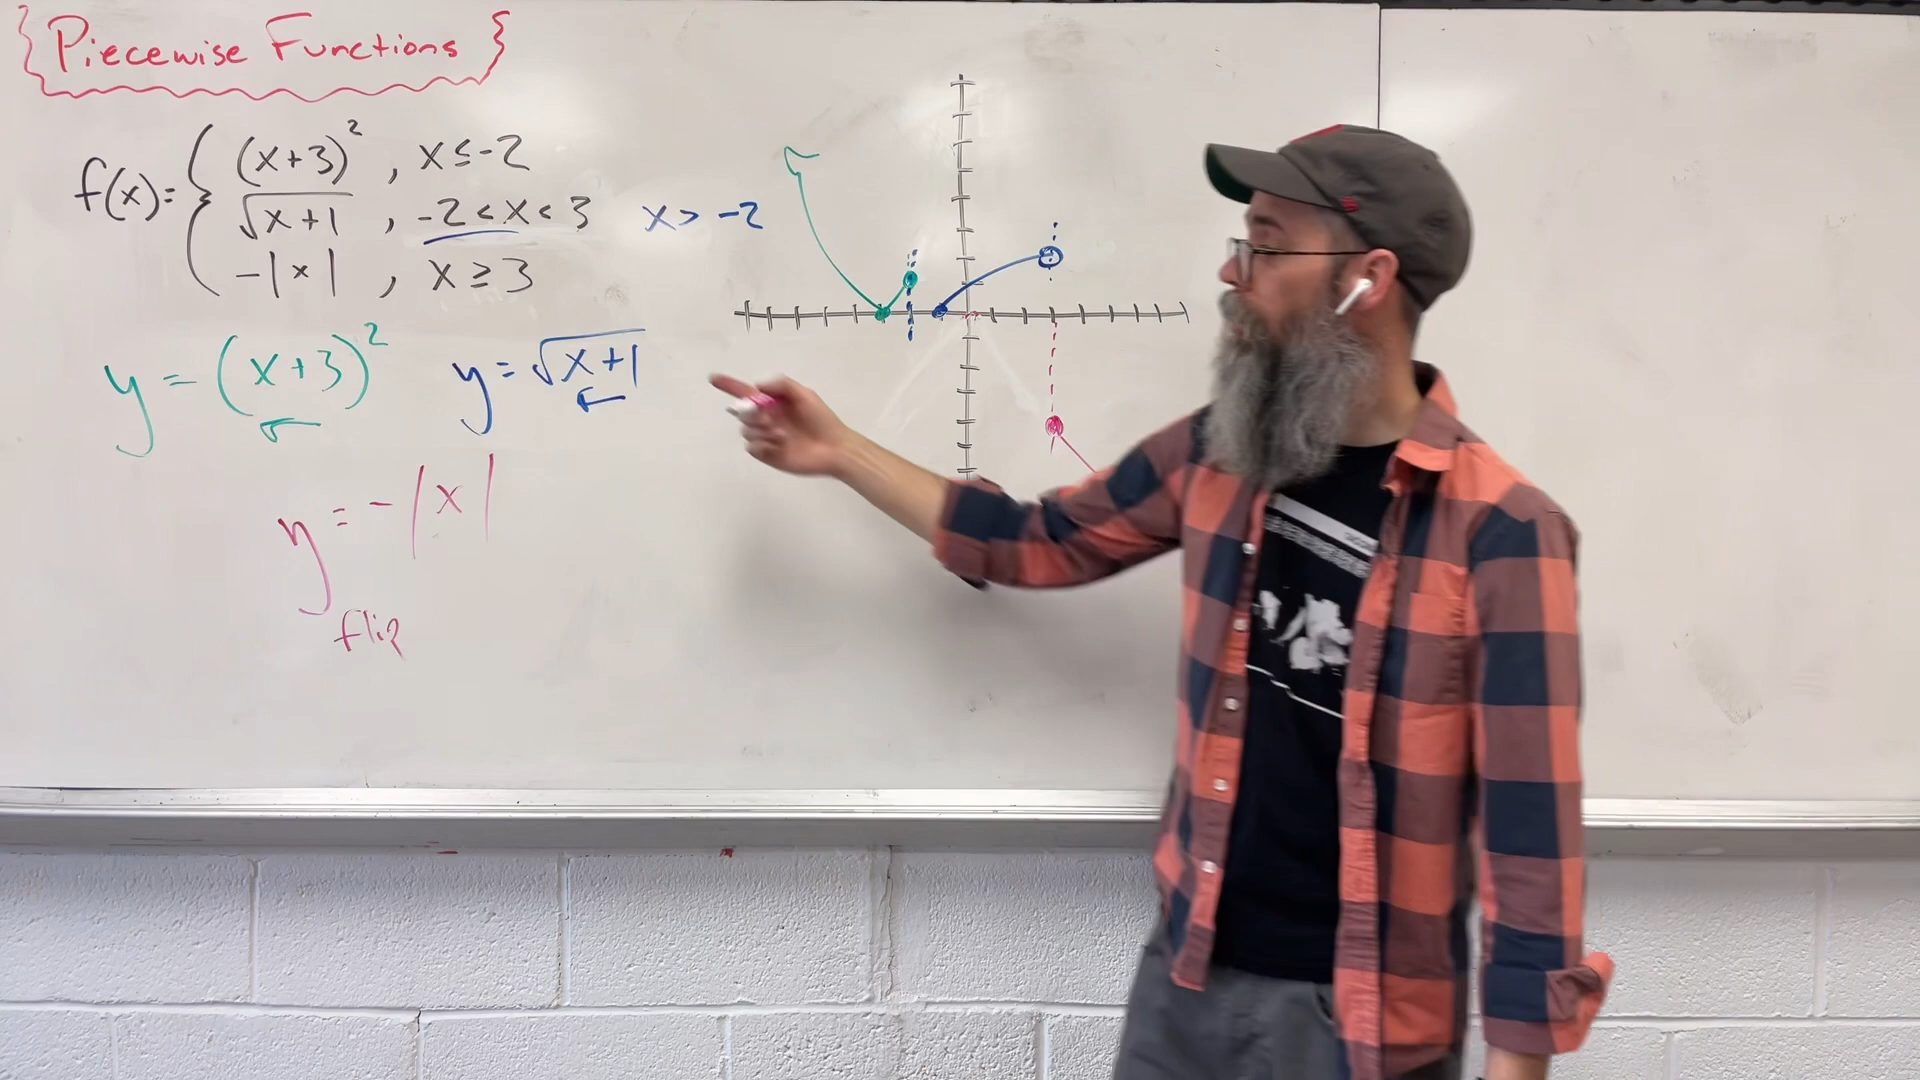 Piecewise Functions
f(x)= { (x+3)² , x≤-2
√x+1 , -2<x<3 x>-2
-|x| , x≥3
y=(x+3)² y=√x+1
y=-|x|
flip